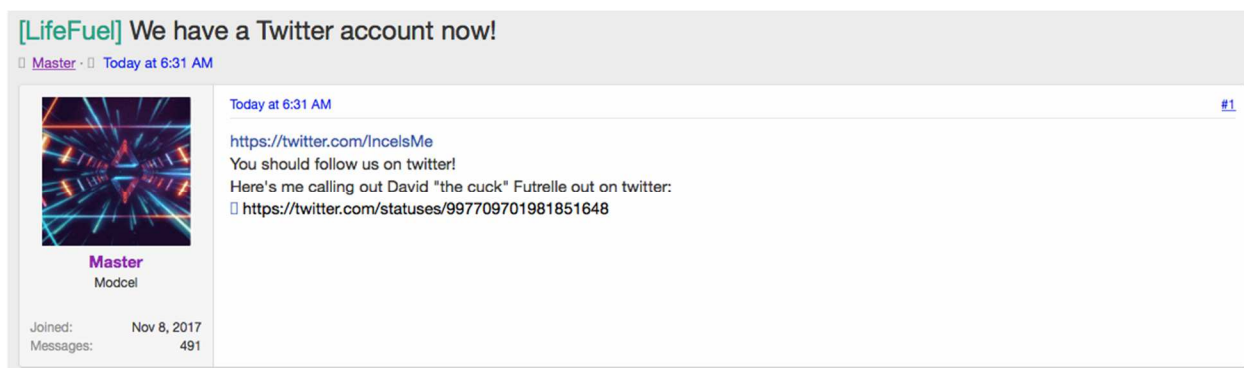 [LifeFuel] We have a Twitter account now!
Master · Today at 6:31 AM
Today at 6:31 AM #1
https://twitter.com/IncelsMe
You should follow us on twitter!
Here's me calling out David "the cuck" Futrelle out on twitter:
https://twitter.com/statuses/997709701981851648
Master
Modcel
Joined: Nov 8, 2017
Messages: 491